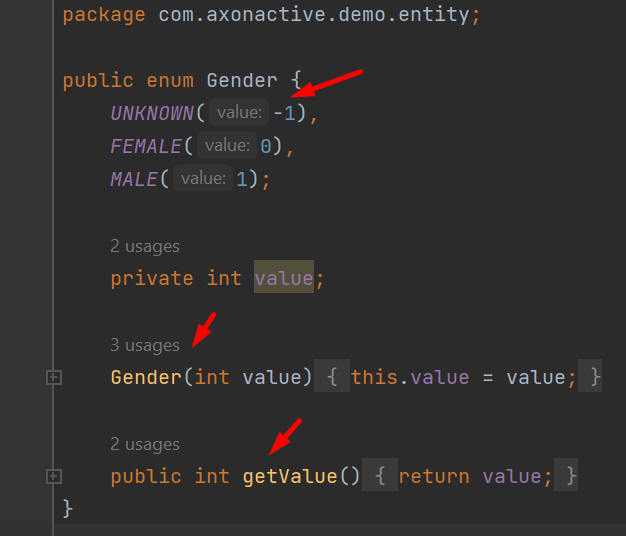 package com.axonactive.demo.entity;
public enum Gender {
UNKNOWN( value: -1),
FEMALE( value: 0),
MALE( value: 1);
2 usages
private int value;
3 usages
Gender(int value) { this.value = value; }
2 usages
public int getValue() { return value; }
}